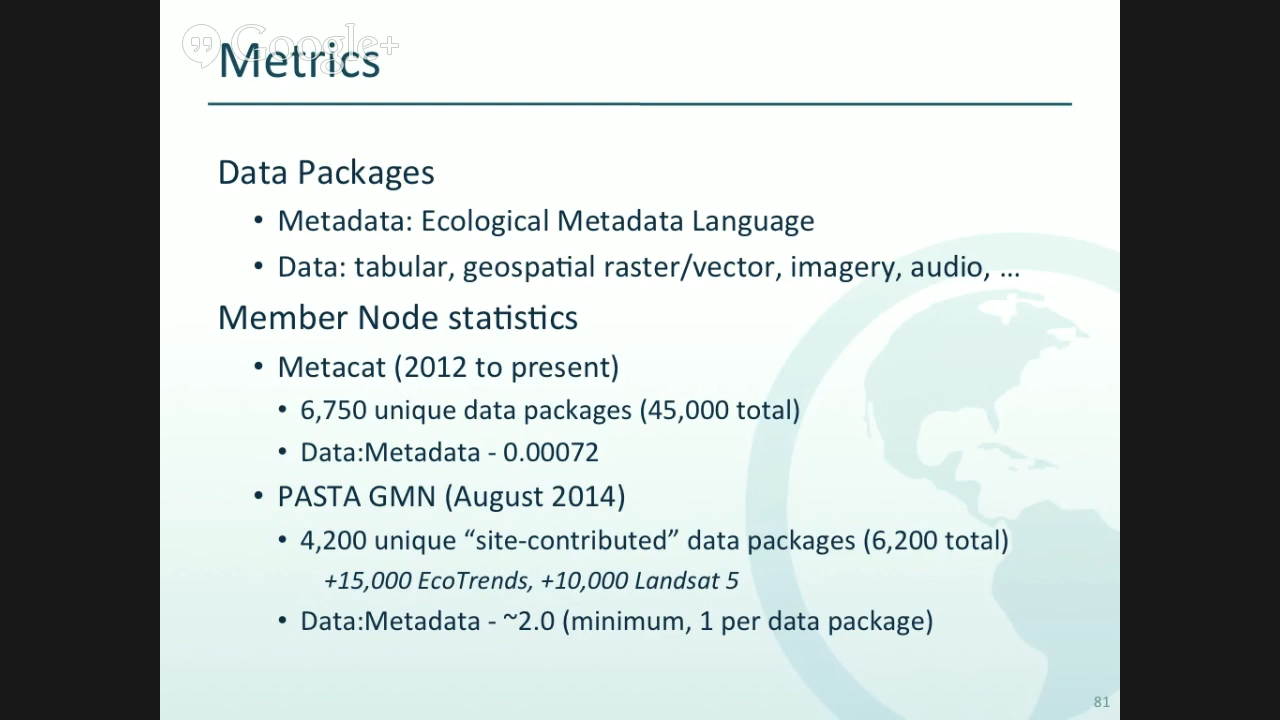 Google+
Metrics
Data Packages
• Metadata: Ecological Metadata Language
• Data: tabular, geospatial raster/vector, imagery, audio, ...
Member Node statistics
• Metacat (2012 to present)
• 6,750 unique data packages (45,000 total)
• Data:Metadata - 0.00072
• PASTA GMN (August 2014)
• 4,200 unique “site-contributed” data packages (6,200 total)
+15,000 EcoTrends, +10,000 Landsat 5
• Data:Metadata - ~2.0 (minimum, 1 per data package)
81